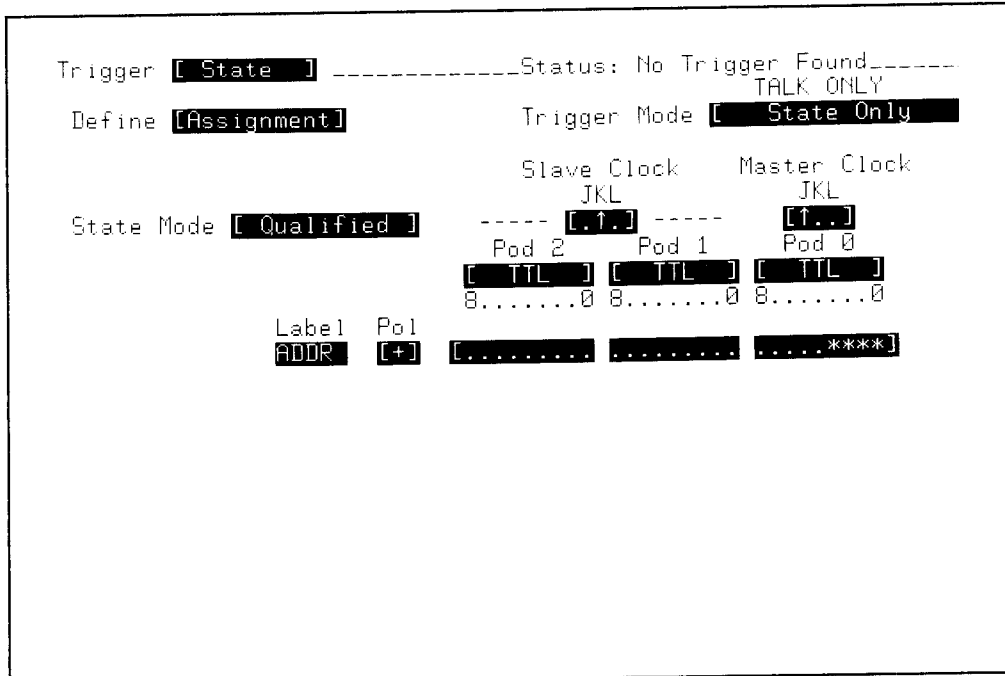 Trigger [ State ] _____________Status: No Trigger Found______
TALK ONLY
Define [Assignment] Trigger Mode [ State Only
Slave Clock Master Clock
JKL JKL
State Mode [ Qualified ] ----- [.↑.] ----- [↑..]
Pod 2 Pod 1 Pod 0
[ TTL ] [ TTL ] [ TTL ]
8.......0 8.......0 8.......0
Label Pol
ADDR [+] [......... ......... .....****]